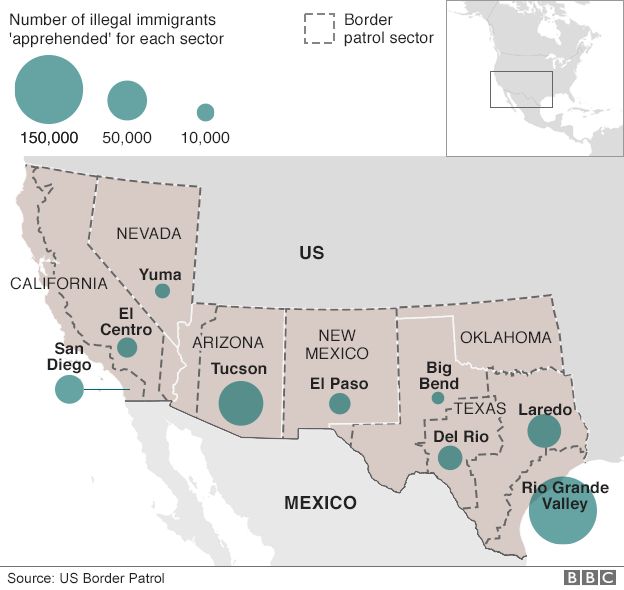 Number of illegal immigrants
'apprehended' for each sector
150,000
50,000
10,000
Border
patrol sector
NEVADA
US
Yuma
CALIFORNIA
El
Centro
San
Diego
ARIZONA
Tucson
NEW
MEXICO
El Paso
OKLAHOMA
Big
Bend
TEXAS
Laredo
Del Rio
Rio Grande
Valley
MEXICO
Source: US Border Patrol
BBC